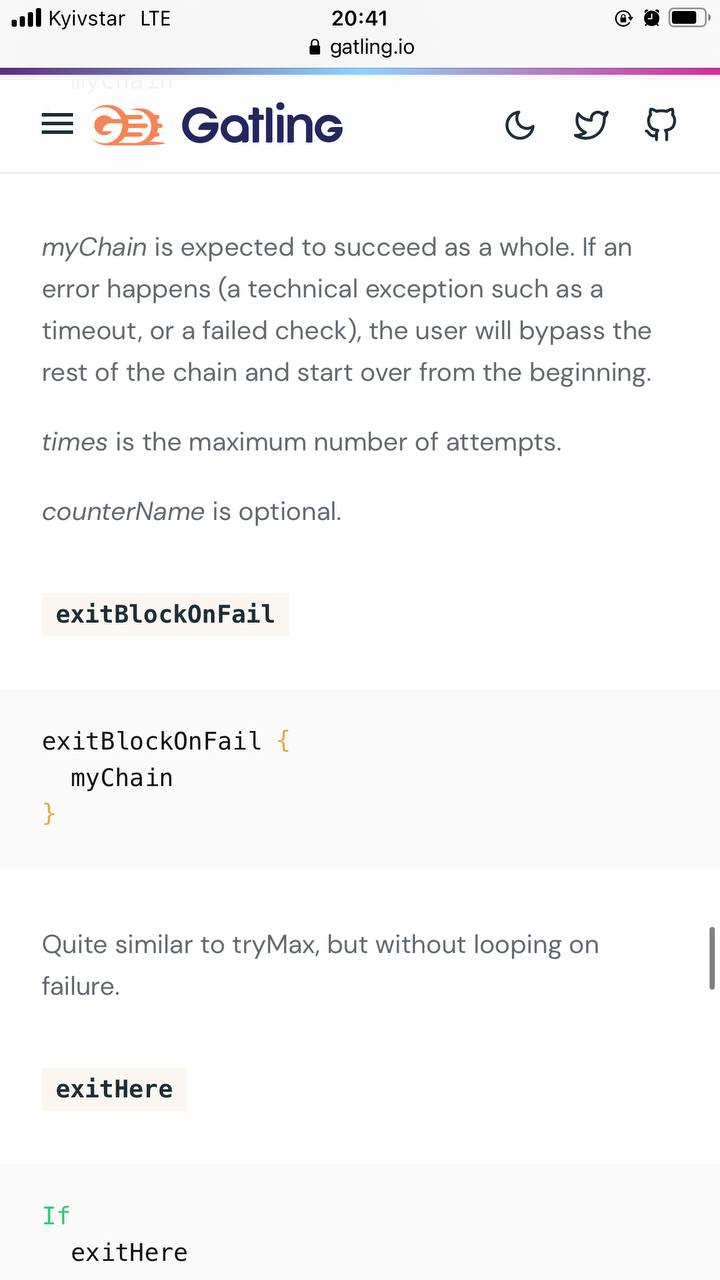 Kyivstar LTE 20:41
gatling.io
myChain
Gatling
myChain is expected to succeed as a whole. If an
error happens (a technical exception such as a
timeout, or a failed check), the user will bypass the
rest of the chain and start over from the beginning.
times is the maximum number of attempts.
counterName is optional.
exitBlockOnFail
exitBlockOnFail {
myChain
}
Quite similar to tryMax, but without looping on
failure.
exitHere
If
exitHere